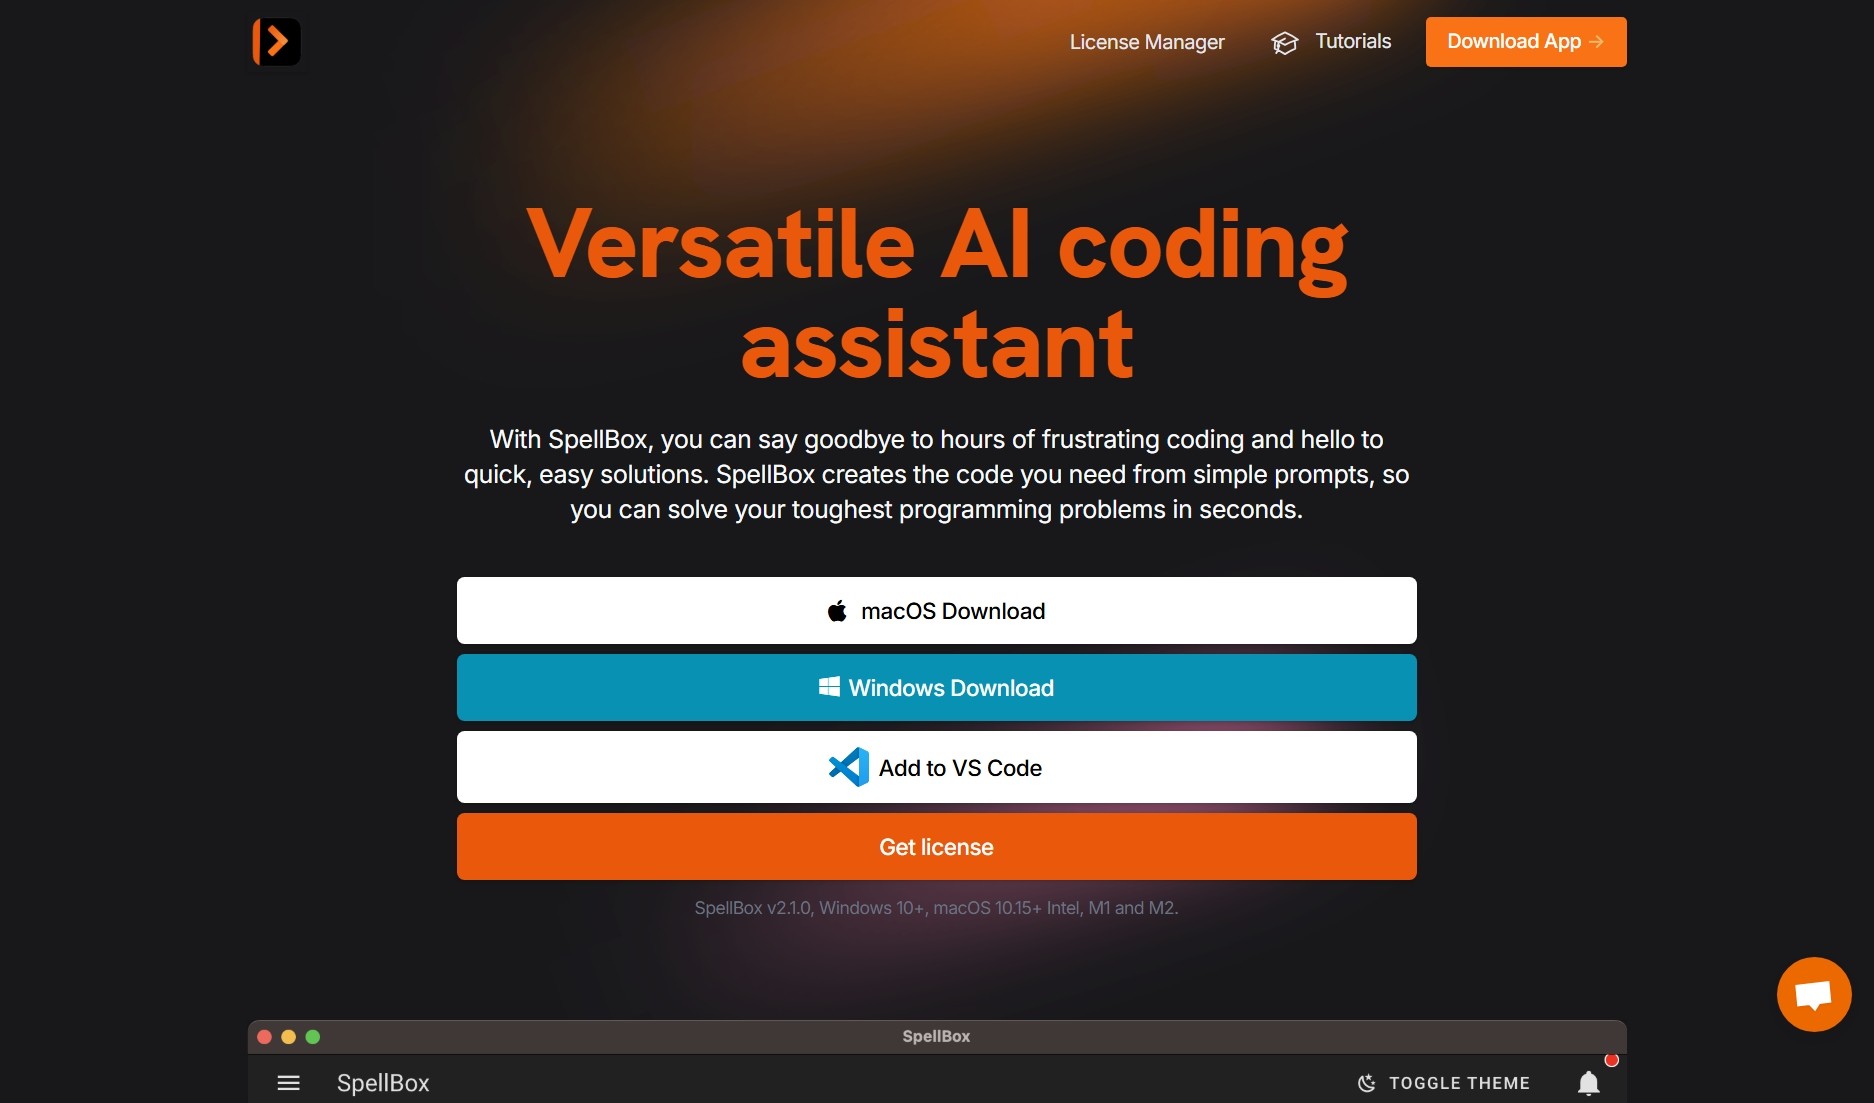 License Manager
Tutorials
Download App →
Versatile AI coding
assistant
With SpellBox, you can say goodbye to hours of frustrating coding and hello to
quick, easy solutions. SpellBox creates the code you need from simple prompts, so
you can solve your toughest programming problems in seconds.
macOS Download
Windows Download
Add to VS Code
Get license
SpellBox v2.1.0, Windows 10+, macOS 10.15+ Intel, M1 and M2.
SpellBox
SpellBox
TOGGLE THEME